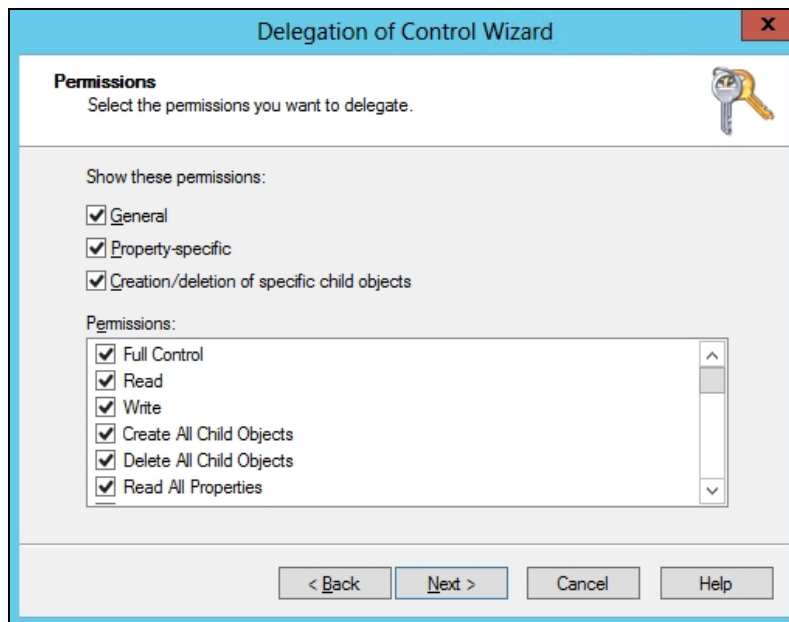 Delegation of Control Wizard
x
Permissions
Select the permissions you want to delegate.
Show these permissions:
General
Property-specific
Creation/deletion of specific child objects
Permissions:
Full Control
Read
Write
Create All Child Objects
Delete All Child Objects
Read All Properties
< Back Next > Cancel Help